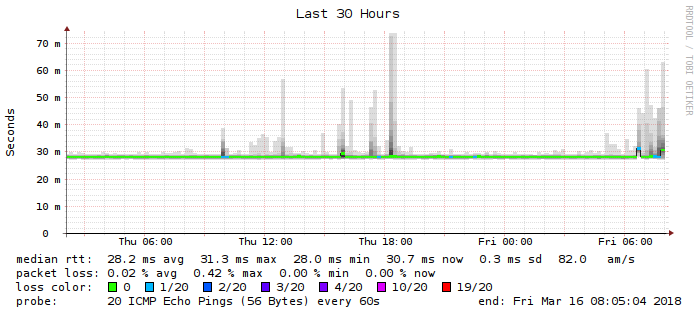 Last 30 Hours
RRDTOOL / TOBI OETIKER
Seconds
70 m
60 m
50 m
40 m
30 m
20 m
10 m
0
Thu 06:00 Thu 12:00 Thu 18:00 Fri 00:00 Fri 06:00
median rtt: 28.2 ms avg 31.3 ms max 28.0 ms min 30.7 ms now 0.3 ms sd 82.0 am/s
packet loss: 0.02 % avg 0.42 % max 0.00 % min 0.00 % now
loss color: 0 1/20 2/20 3/20 4/20 10/20 19/20
probe: 20 ICMP Echo Pings (56 Bytes) every 60s end: Fri Mar 16 08:05:04 2018